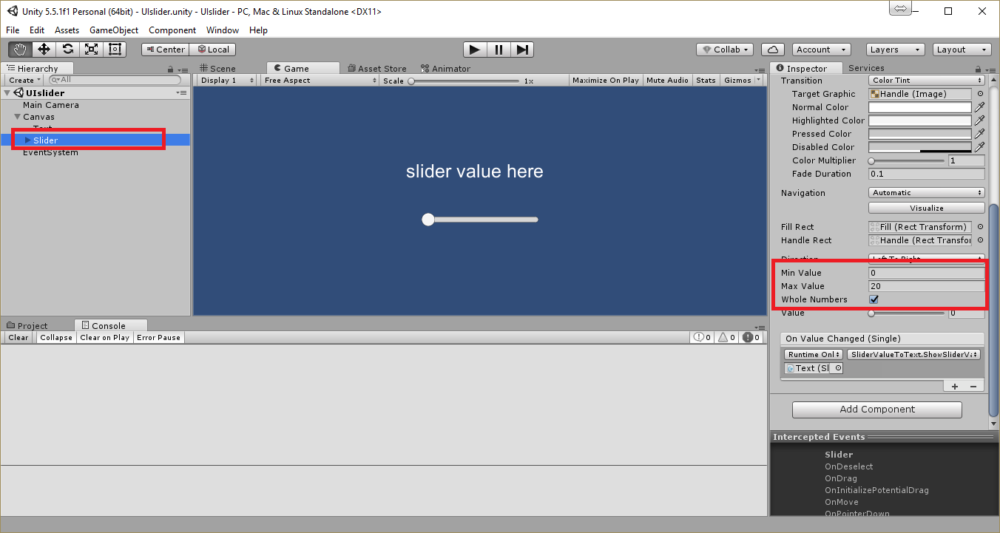 Unity 5.5.1f1 Personal (64bit) - UIslider.unity - UIslider - PC, Mac & Linux Standalone <DX11>
File Edit Assets GameObject Component Window Help
Center Local Collab Account Layers Layout
Hierarchy Scene Game Asset Store Animator Inspector Services
Create All Display 1 Free Aspect Scale 1x Maximize On Play Mute Audio Stats Gizmos
UIslider
Main Camera
Canvas
Text
Slider
EventSystem
slider value here
Transition Color Tint
Target Graphic Handle (Image)
Normal Color
Highlighted Color
Pressed Color
Disabled Color
Color Multiplier 1
Fade Duration 0.1
Navigation Automatic
Visualize
Fill Rect Fill (Rect Transform)
Handle Rect Handle (Rect Transfor
Direction Left To Right
Min Value 0
Max Value 20
Whole Numbers
Value 0
On Value Changed (Single)
Runtime Onl SliderValueToText.ShowSliderVa
Text (Sl
Add Component
Project Console
Clear Collapse Clear on Play Error Pause 0 0 0
Intercepted Events
Slider
OnDeselect
OnDrag
OnInitializePotentialDrag
OnMove
OnPointerDown